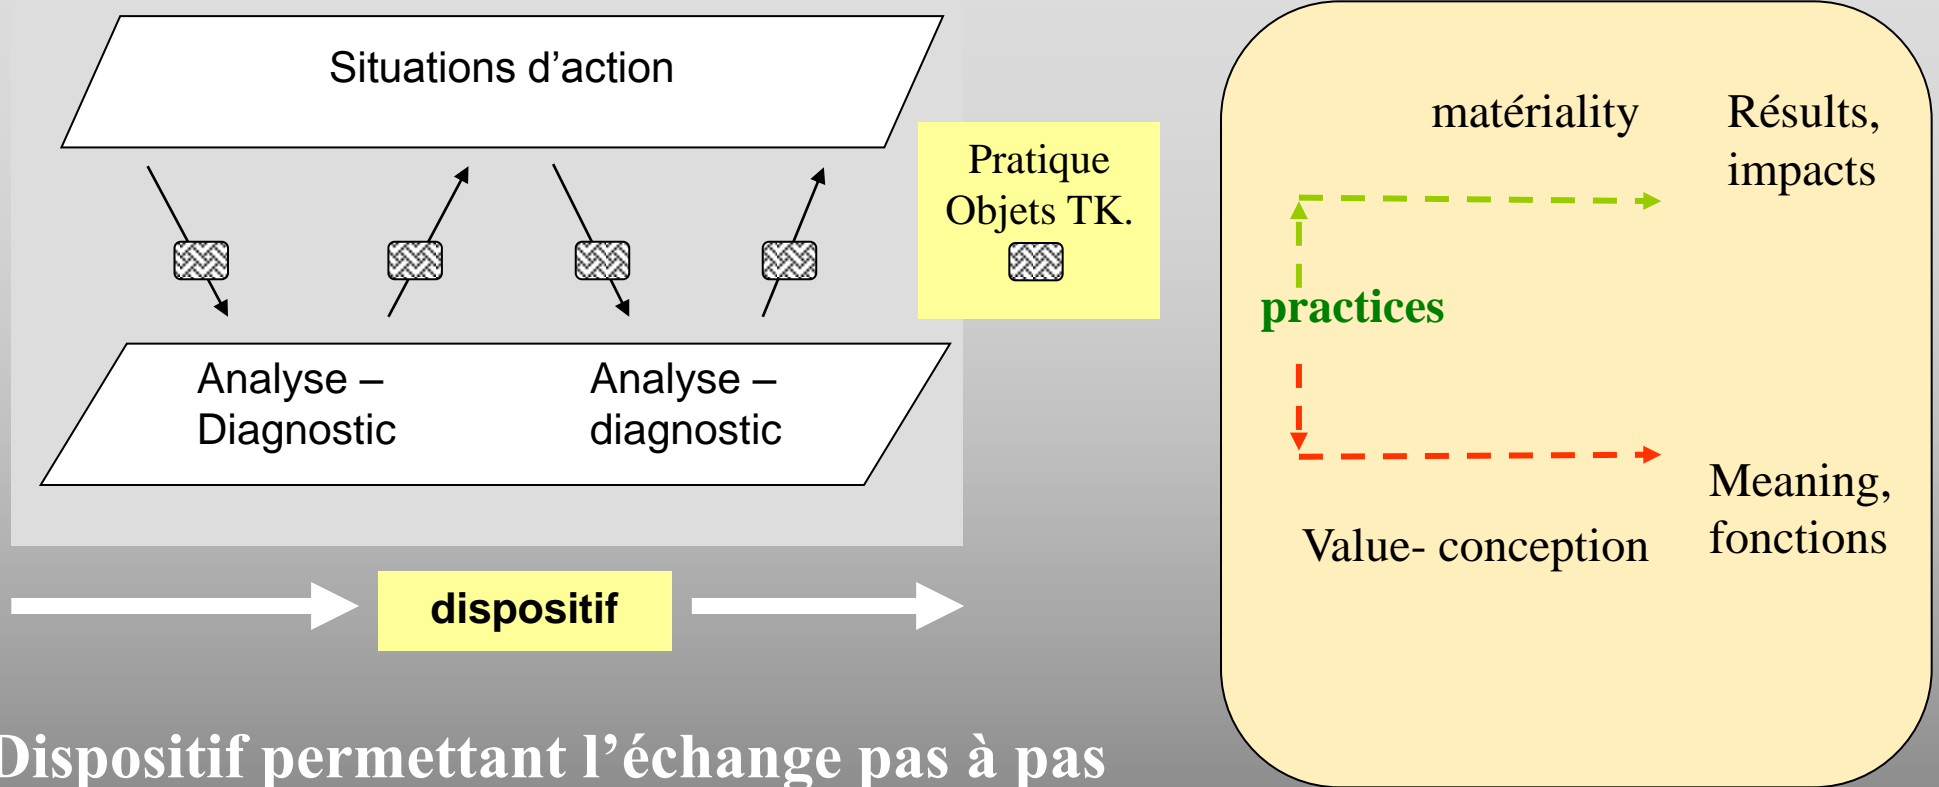 Situations d’action
Pratique
Objets TK.
Analyse –
Diagnostic
Analyse –
diagnostic
dispositif
Dispositif permettant l’échange pas à pas
matériality
Résults,
impacts
practices
Value- conception
Meaning,
fonctions